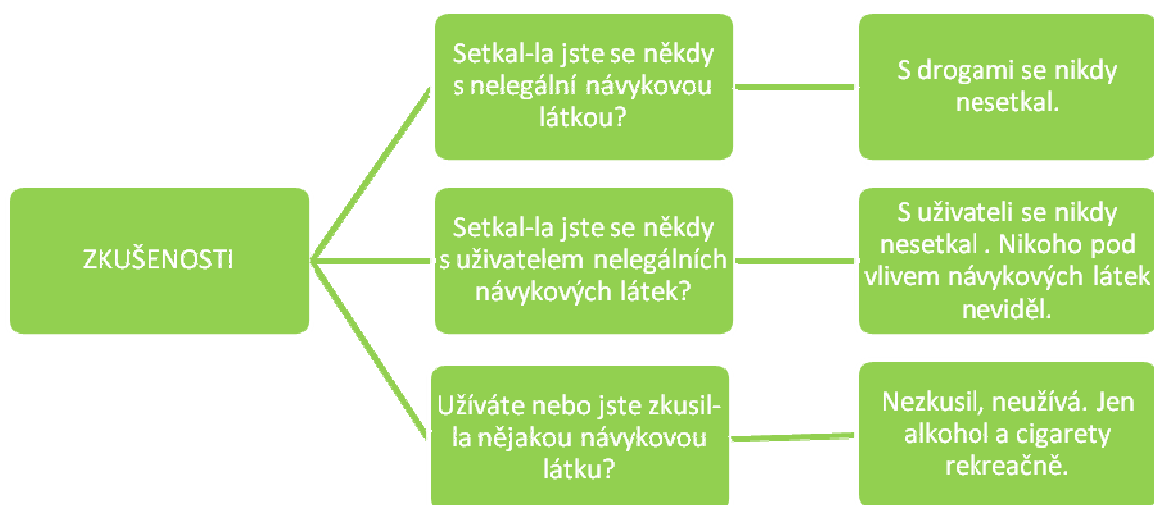 ZKUŠENOSTI
Setkal-la jste se někdy
s nelegální návykovou
látkou?
S drogami se nikdy
nesetkal.
Setkal-la jste se někdy
s uživatelem nelegálních
návykových látek?
S uživateli se nikdy
nesetkal . Nikoho pod
vlivem návykových látek
neviděl.
Užíváte nebo jste zkusil-
la nějakou návykovou
látku?
Nezkusil, neužívá. Jen
alkohol a cigarety
rekreačně.